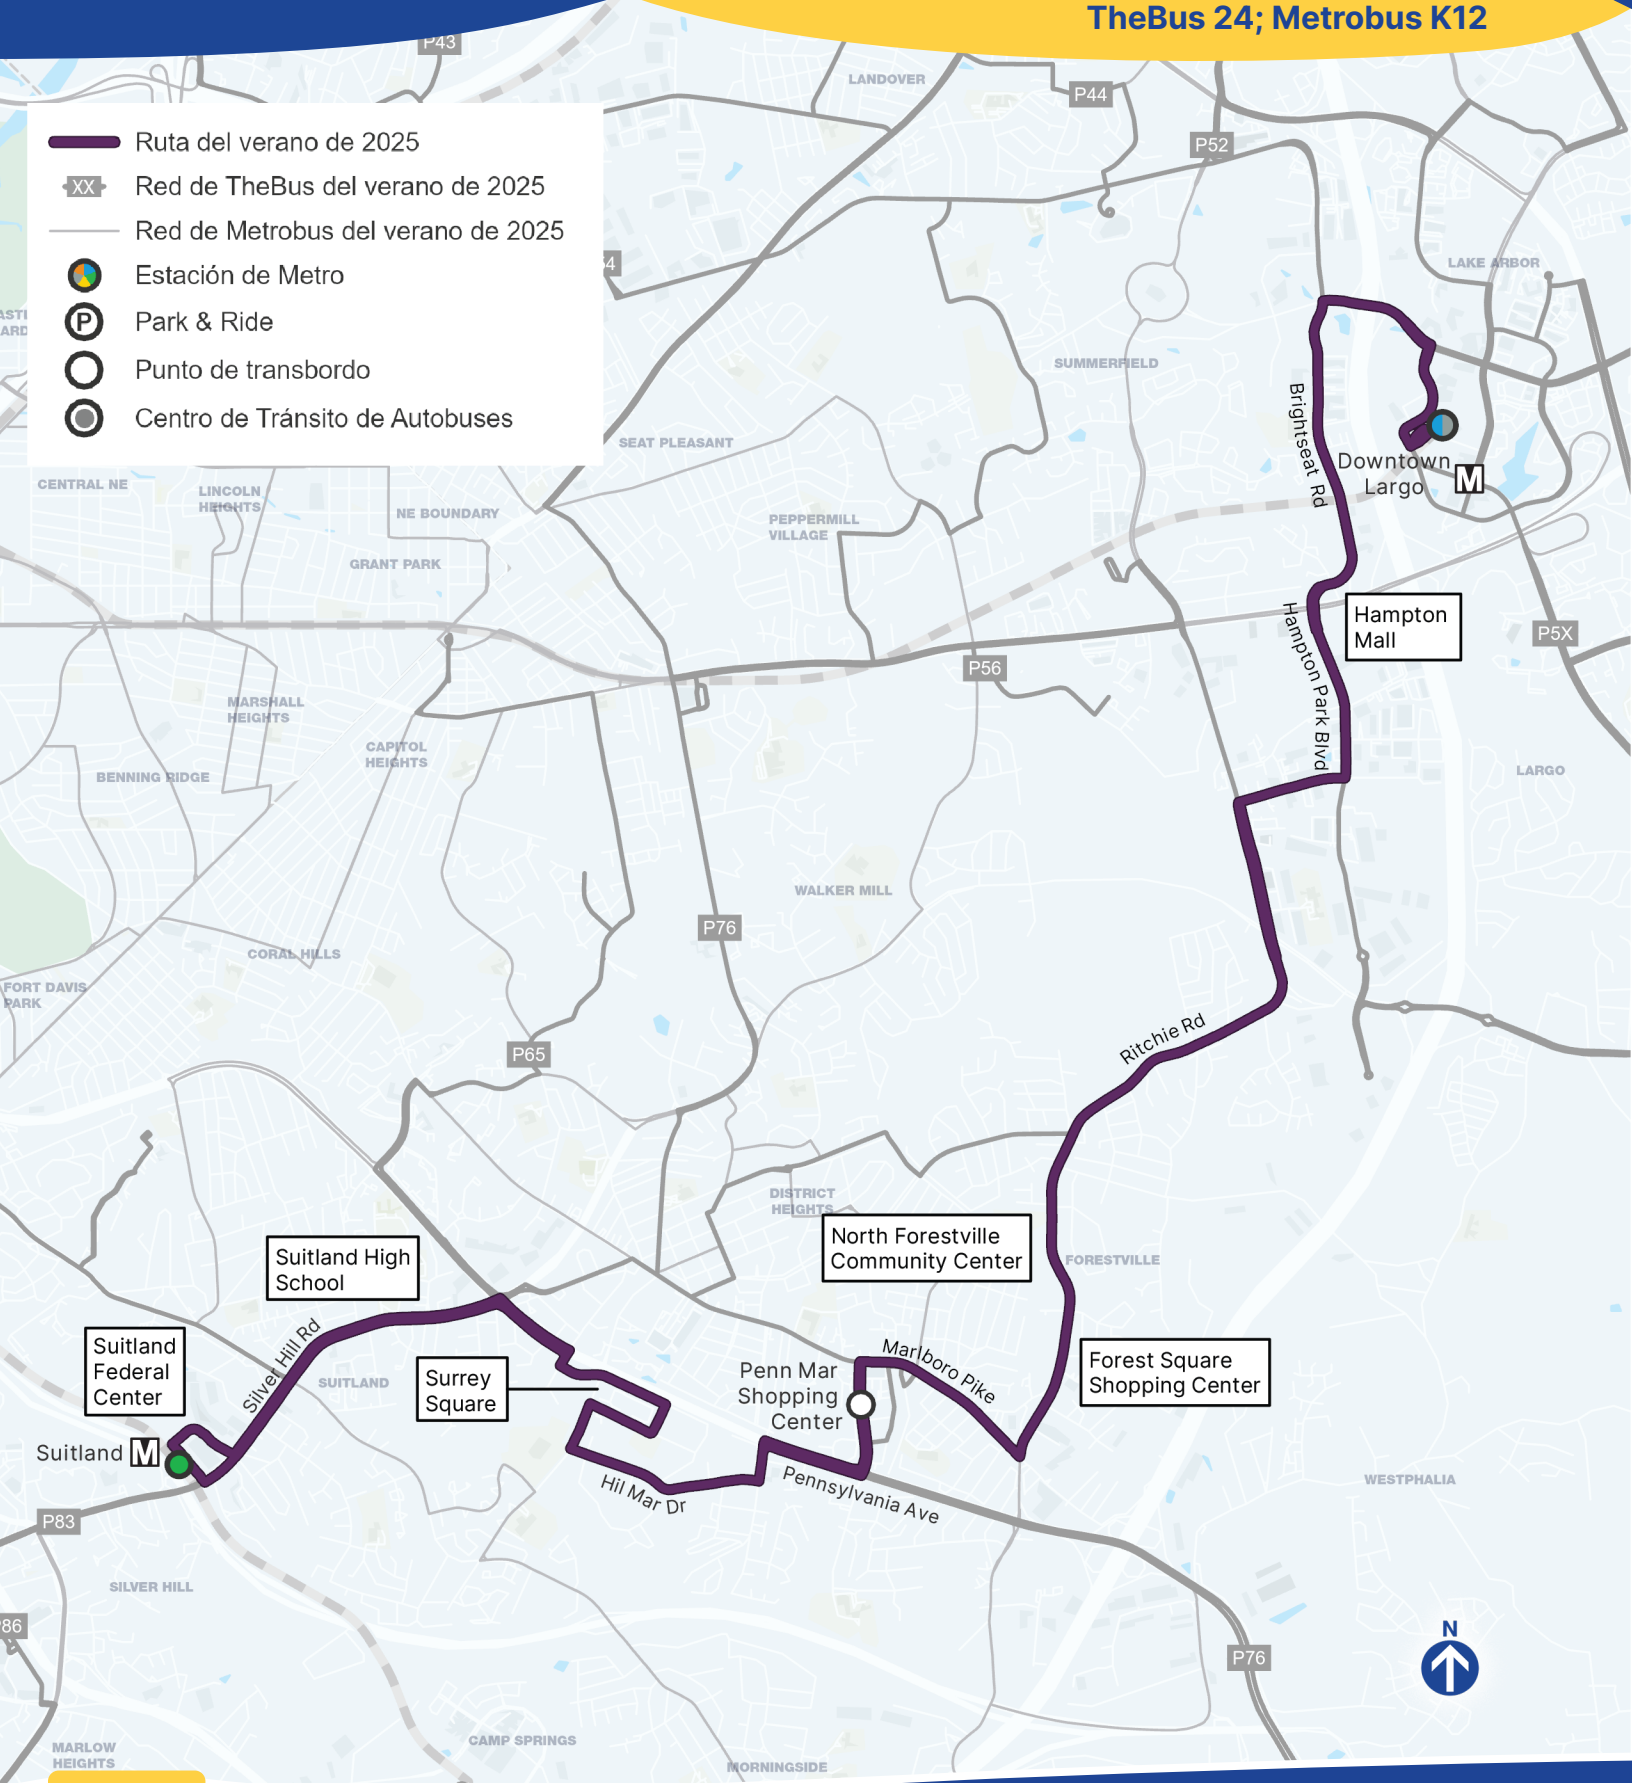 TheBus 24; Metrobus K12
P43
Ruta del verano de 2025
XX
Red de TheBus del verano de 2025
Red de Metrobus del verano de 2025
Estación de Metro
P
Park & Ride
Punto de transbordo
Centro de Tránsito de Autobuses
LANDOVER
P44
P52
LAKE ARBOR
SUMMERFIELD
SEAT PLEASANT
Brightseat Rd
Downtown
Largo
M
CENTRAL NE
LINCOLN
HEIGHTS
NE BOUNDARY
PEPPERMILL
VILLAGE
GRANT PARK
Hampton
Mall
P5X
P56
Hampton Park Blvd
MARSHALL
HEIGHTS
CAPITOL
HEIGHTS
BENNING RIDGE
LARGO
WALKER MILL
P76
CORAL HILLS
FORT DAVIS
PARK
Ritchie Rd
P65
DISTRICT
HEIGHTS
North Forestville
Community Center
FORESTVILLE
Suitland High
School
Suitland
Federal
Center
Silver Hill Rd
SUITLAND
Surrey
Square
Penn Mar
Shopping
Center
Marlboro Pike
Forest Square
Shopping Center
Suitland
M
Hil Mar Dr
Pennsylvania Ave
WESTPHALIA
P83
SILVER HILL
P76
N
CAMP SPRINGS
MARLOW
HEIGHTS
MORNINGSIDE